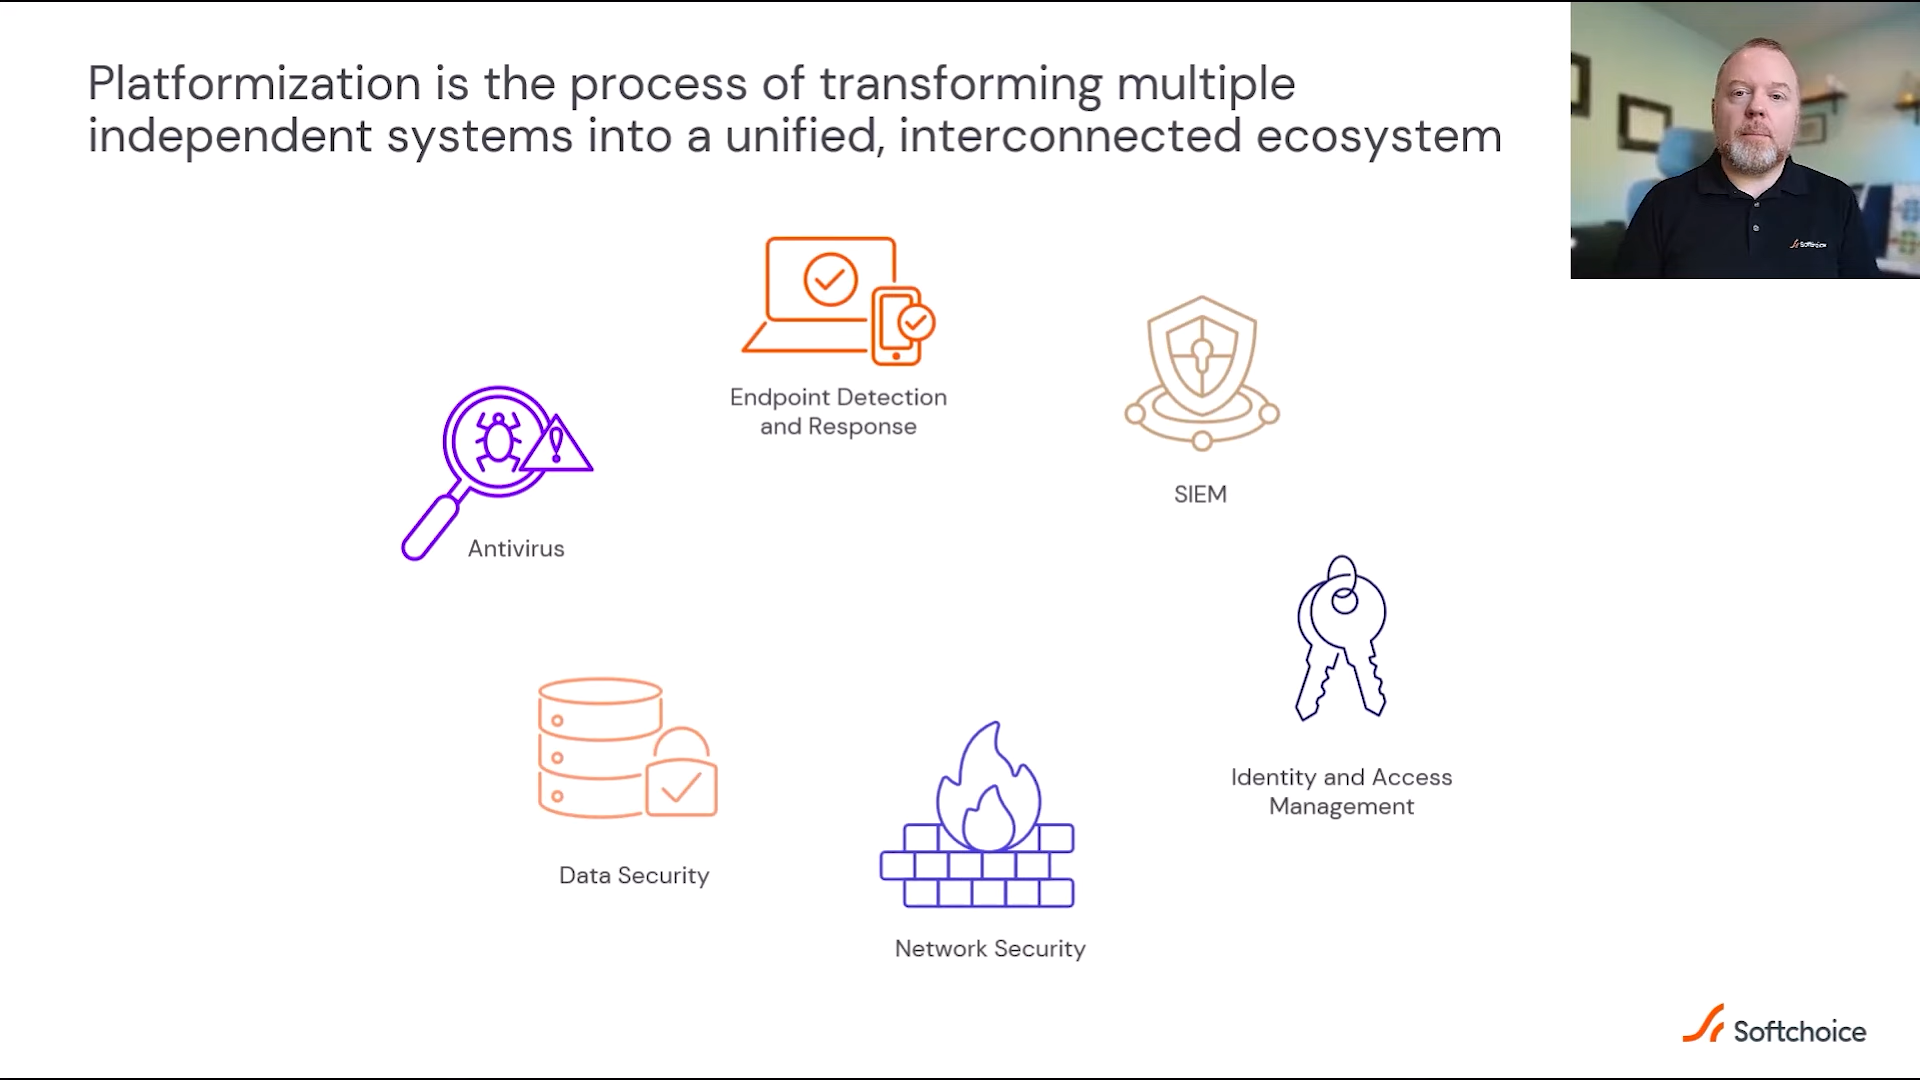 Platformization is the process of transforming multiple
independent systems into a unified, interconnected ecosystem
Endpoint Detection
and Response
SIEM
Antivirus
Identity and Access
Management
Data Security
Network Security
Softchoice
Softchoice